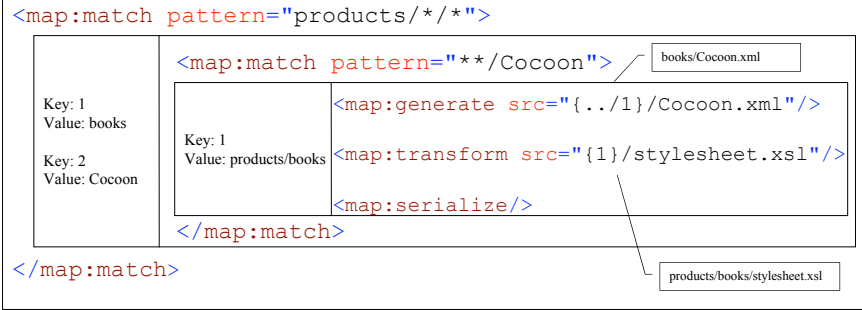 <map:match pattern="products/*/*">
<map:match pattern="**/Cocoon">
books/Cocoon.xml
Key: 1
Value: books
Key: 2
Value: Cocoon
Key: 1
Value: products/books
<map:generate src="{../1}/Cocoon.xml"/>
<map:transform src="{1}/stylesheet.xsl"/>
<map:serialize/>
</map:match>
</map:match>
products/books/stylesheet.xsl